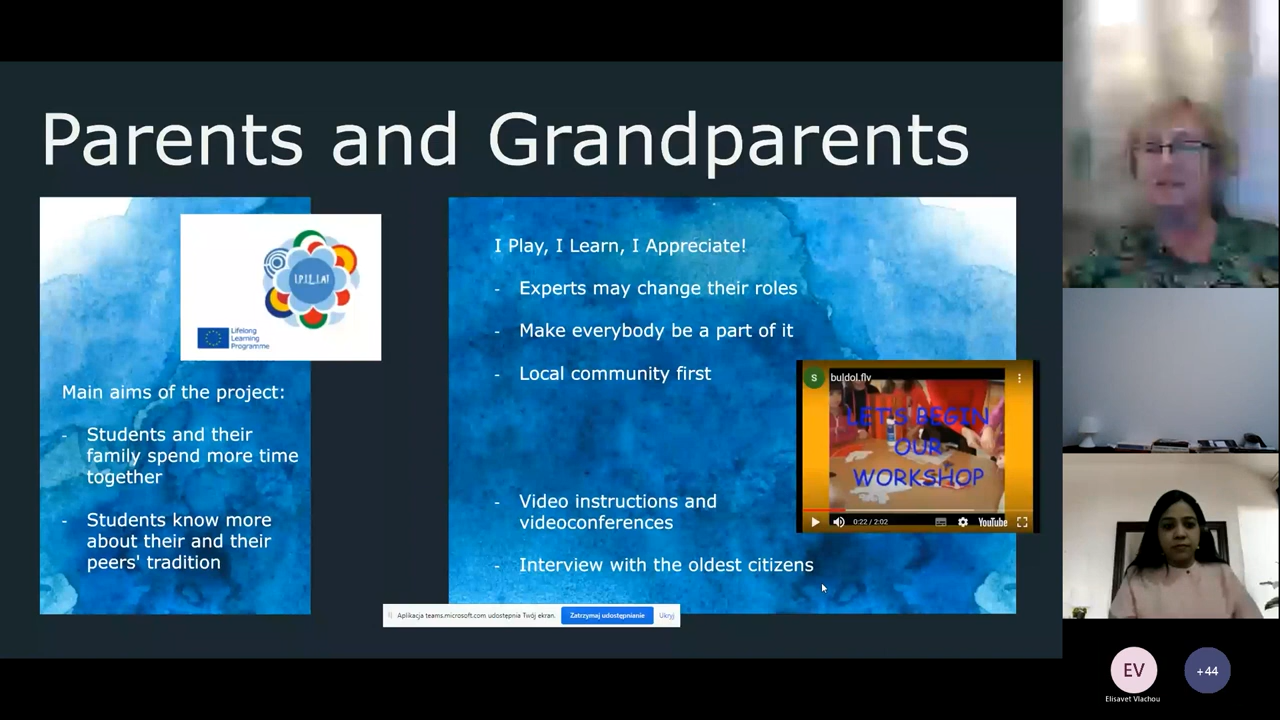 Parents and Grandparents
I.P.I.L.I.A!
Lifelong
Learning
Programme
Main aims of the project:
- Students and their
family spend more time
together
- Students know more
about their and their
peers' tradition
I Play, I Learn, I Appreciate!
- Experts may change their roles
- Make everybody be a part of it
- Local community first
S buldol.flv
LET'S BEGIN
OUR
WORKSHOP
0:22 / 2:02
YouTube
- Video instructions and
videoconferences
- Interview with the oldest citizens
Aplikacja teams.microsoft.com udostępnia Twój ekran. Zatrzymaj udostępnianie Ukryj
EV
+44
Elisavet Vlachou